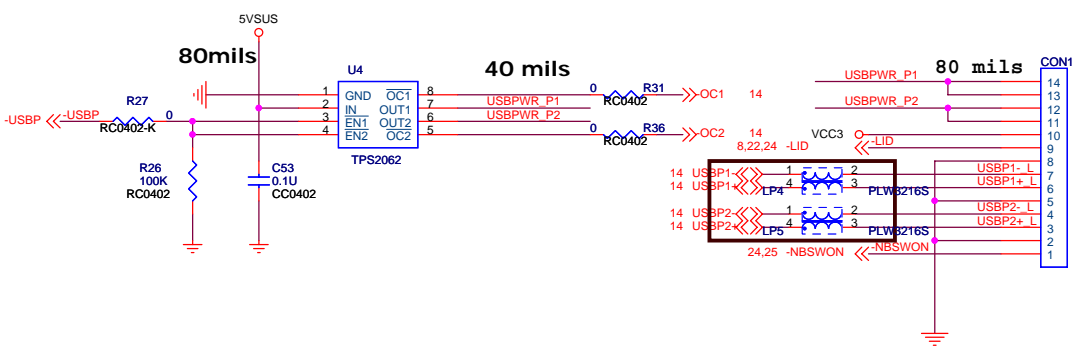 5VSUS
80mils
U4
40 mils
80 mils
CON1
USBPWR_P1
14
13
USBPWR_P2
12
11
1 GND OC1 8
0 R31
RC0402
OC1 14
2 IN OUT1 7 USBPWR_P1
3 EN1 OUT2 6 USBPWR_P2
4 EN2 OC2 5
0 R36
RC0402
OC2 14
TPS2062
-USBP
-USBP
R27
0
RC0402-K
R26
100K
RC0402
C53
0.1U
CC0402
VCC3
10
8,22,24 -LID
-LID
9
8
14 USBP1-
1 2
USBP1-_L
7
14 USBP1+
4 3
USBP1+_L
6
LP4
PLW3216S
5
14 USBP2-
1 2
USBP2-_L
4
14 USBP2+
4 3
USBP2+_L
3
LP5
PLW3216S
2
24,25 -NBSWON
-NBSWON
1